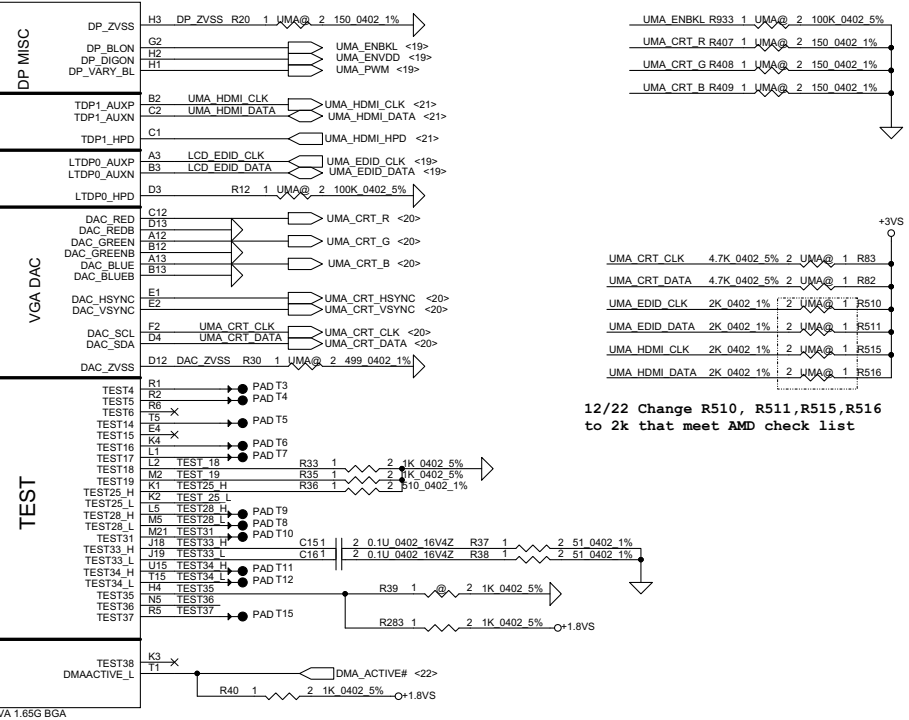 DP MISC
DP_ZVSS H3 DP_ZVSS R20 1 UMA@ 2 150_0402_1%
DP_BLON G2 UMA_ENBKL <19>
DP_DIGON H2 UMA_ENVDD <19>
DP_VARY_BL H1 UMA_PWM <19>
TDP1_AUXP B2 UMA_HDMI_CLK UMA_HDMI_CLK <21>
TDP1_AUXN C2 UMA_HDMI_DATA UMA_HDMI_DATA <21>
TDP1_HPD C1 UMA_HDMI_HPD <21>
LTDP0_AUXP A3 LCD_EDID_CLK UMA_EDID_CLK <19>
LTDP0_AUXN B3 LCD_EDID_DATA UMA_EDID_DATA <19>
LTDP0_HPD D3 R12 1 UMA@ 2 100K_0402_5%
VGA DAC
DAC_RED C12 UMA_CRT_R <20>
DAC_REDB D13
DAC_GREEN A12 UMA_CRT_G <20>
DAC_GREENB B12
DAC_BLUE A13 UMA_CRT_B <20>
DAC_BLUEB B13
DAC_HSYNC E1 UMA_CRT_HSYNC <20>
DAC_VSYNC E2 UMA_CRT_VSYNC <20>
DAC_SCL F2 UMA_CRT_CLK UMA_CRT_CLK <20>
DAC_SDA D4 UMA_CRT_DATA UMA_CRT_DATA <20>
DAC_ZVSS D12 DAC_ZVSS R30 1 UMA@ 2 499_0402_1%
TEST
TEST4 R1 PAD T3
TEST5 R2 PAD T4
TEST6 R6
TEST14 T5 PAD T5
TEST15 E4
TEST16 K4 PAD T6
TEST17 L1 PAD T7
TEST18 L2 TEST_18 R33 1 2 1K_0402_5%
TEST19 M2 TEST_19 R35 1 2 1K_0402_5%
TEST25_H K1 TEST25_H R36 1 2 510_0402_1%
TEST25_L K2 TEST_25_L
TEST28_H L5 TEST28_H PAD T9
TEST28_L M5 TEST28_L PAD T8
TEST31 M21 TEST31 PAD T10
TEST33_H J18 TEST33_H C15 1 2 0.1U_0402_16V4Z R37 1 2 51_0402_1%
TEST33_L J19 TEST33_L C16 1 2 0.1U_0402_16V4Z R38 1 2 51_0402_1%
TEST34_H U15 TEST34_H PAD T11
TEST34_L T15 TEST34_L PAD T12
TEST35 H4 TEST35 R39 1 @ 2 1K_0402_5%
TEST36 N5 TEST36
TEST37 R5 TEST37 PAD T15
R283 1 2 1K_0402_5% +1.8VS
TEST38 K3
DMAACTIVE_L T1 DMA_ACTIVE# <22>
R40 1 2 1K_0402_5% +1.8VS
VA 1.65G BGA
UMA_ENBKL R933 1 UMA@ 2 100K_0402_5%
UMA_CRT_R R407 1 UMA@ 2 150_0402_1%
UMA_CRT_G R408 1 UMA@ 2 150_0402_1%
UMA_CRT_B R409 1 UMA@ 2 150_0402_1%
+3VS
UMA_CRT_CLK 4.7K_0402_5% 2 UMA@ 1 R83
UMA_CRT_DATA 4.7K_0402_5% 2 UMA@ 1 R82
UMA_EDID_CLK 2K_0402_1% 2 UMA@ 1 R510
UMA_EDID_DATA 2K_0402_1% 2 UMA@ 1 R511
UMA_HDMI_CLK 2K_0402_1% 2 UMA@ 1 R515
UMA_HDMI_DATA 2K_0402_1% 2 UMA@ 1 R516
12/22 Change R510, R511,R515,R516
to 2k that meet AMD check list